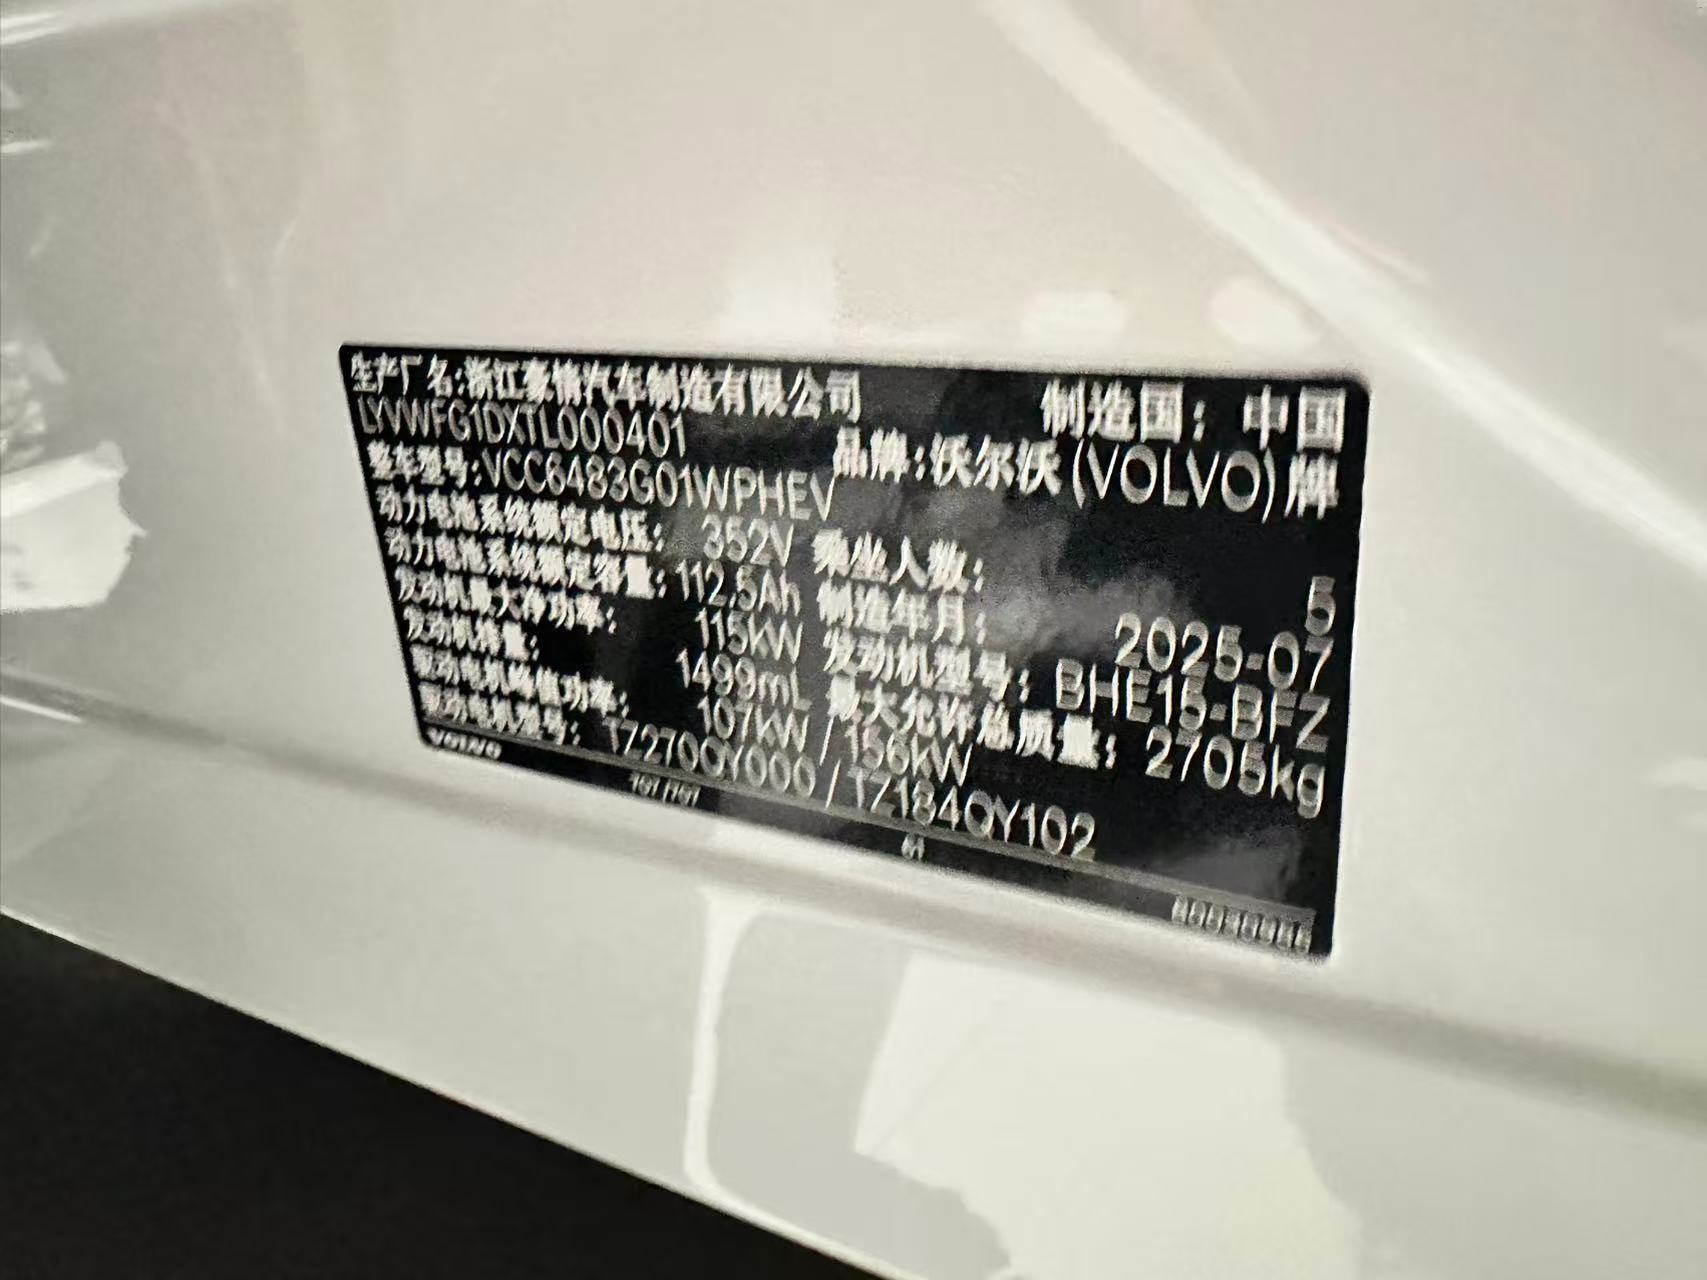 生产厂名:浙江豪情汽车制造有限公司 制造国: 中国
LYVWFG1DXTL000401 品牌:沃尔沃(VOLVO)牌
整车型号:VCC6483G01WPHEV
动力电池系统额定电压: 352V 乘坐人数: 5
动力电池系统额定容量: 112.5Ah 制造年月: 2025-07
发动机最大净功率: 115kW 发动机型号: BHE15-BFZ
发动机排量: 1499mL 最大允许总质量: 2705kg
驱动电机峰值功率: 107kW / 156kW
驱动电机型号: TZ270QY000 / TZ184QY102
VOLVO